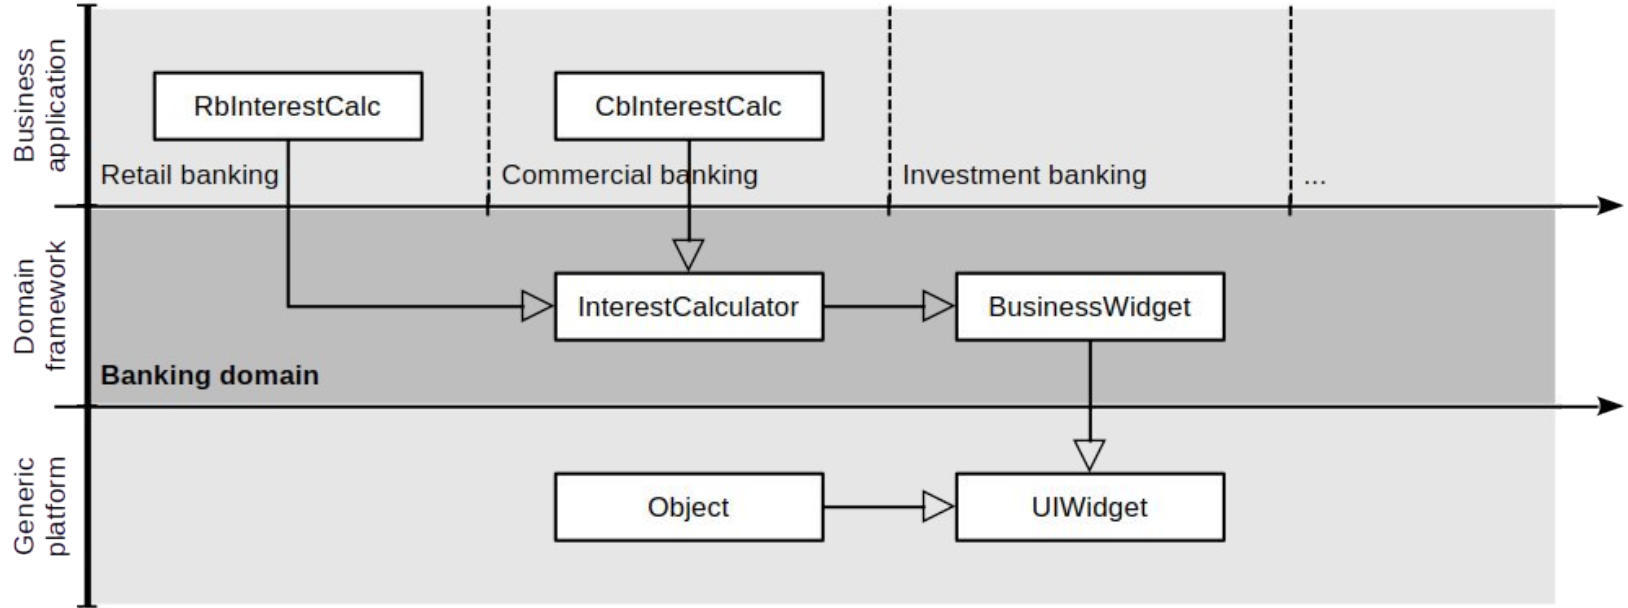 Business
application
RbInterestCalc
CbInterestCalc
Retail banking
Commercial banking
Investment banking
...
Domain
framework
InterestCalculator
BusinessWidget
Banking domain
Generic
platform
Object
UIWidget